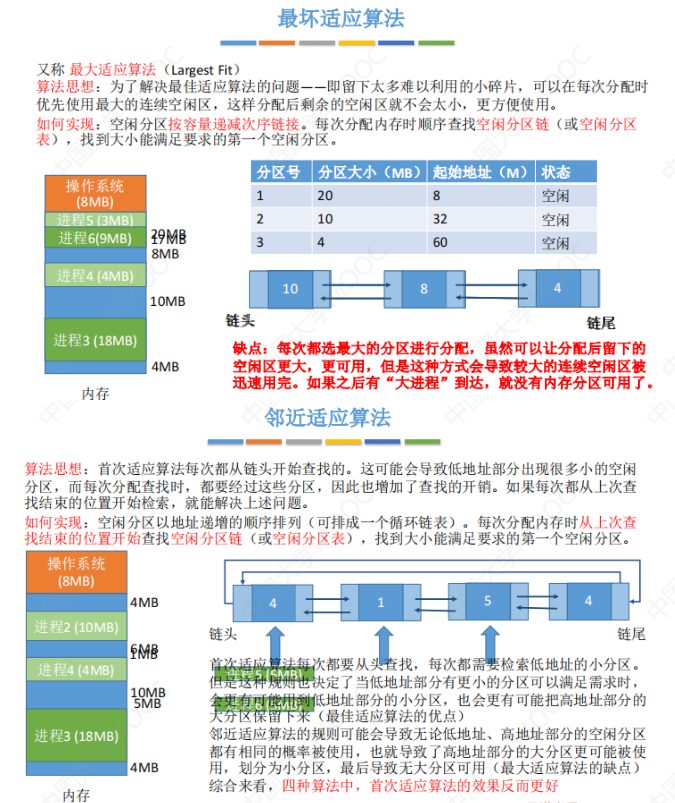 最坏适应算法
又称 最大适应算法（Largest Fit）
算法思想：为了解决最佳适应算法的问题——即留下太多难以利用的小碎片，可以在每次分配时
优先使用最大的连续空闲区，这样分配后剩余的空闲区就不会太小，更方便使用。
如何实现：空闲分区按容量递减次序链接。每次分配内存时顺序查找空闲分区链（或空闲分区
表），找到大小能满足要求的第一个空闲分区。
操作系统
(8MB)
进程5 (3MB)
20MB
进程6(9MB)
17MB
8MB
进程4 (4MB)
10MB
进程3 (18MB)
4MB
内存
分区号 分区大小（MB） 起始地址（M） 状态
1 20 8 空闲
2 10 32 空闲
3 4 60 空闲
10 8 4
链头 链尾
缺点：每次都选最大的分区进行分配，虽然可以让分配后留下的
空闲区更大，更可用，但是这种方式会导致较大的连续空闲区被
迅速用完。如果之后有“大进程”到达，就没有内存分区可用了。
邻近适应算法
算法思想：首次适应算法每次都从链头开始查找的。这可能会导致低地址部分出现很多小的空闲
分区，而每次分配查找时，都要经过这些分区，因此也增加了查找的开销。如果每次都从上次查
找结束的位置开始检索，就能解决上述问题。
如何实现：空闲分区以地址递增的顺序排列（可排成一个循环链表）。每次分配内存时从上次查
找结束的位置开始查找空闲分区链（或空闲分区表），找到大小能满足要求的第一个空闲分区。
操作系统
(8MB)
4MB
进程2 (10MB)
6MB
1MB
进程4 (4MB)
10MB
5MB
进程3 (18MB)
4MB
内存
4 1 5 4
链头 链尾
首次适应算法每次都要从头查找，每次都需要检索低地址的小分区。
但是这种规则也决定了当低地址部分有更小的分区可以满足需求时，
会更有可能用到低地址部分的小分区，也会更有可能把高地址部分的
大分区保留下来（最佳适应算法的优点）
邻近适应算法的规则可能会导致无论低地址、高地址部分的空闲分区
都有相同的概率被使用，也就导致了高地址部分的大分区更可能被使
用，划分为小分区，最后导致无大分区可用（最大适应算法的缺点）
综合来看，四种算法中，首次适应算法的效果反而更好